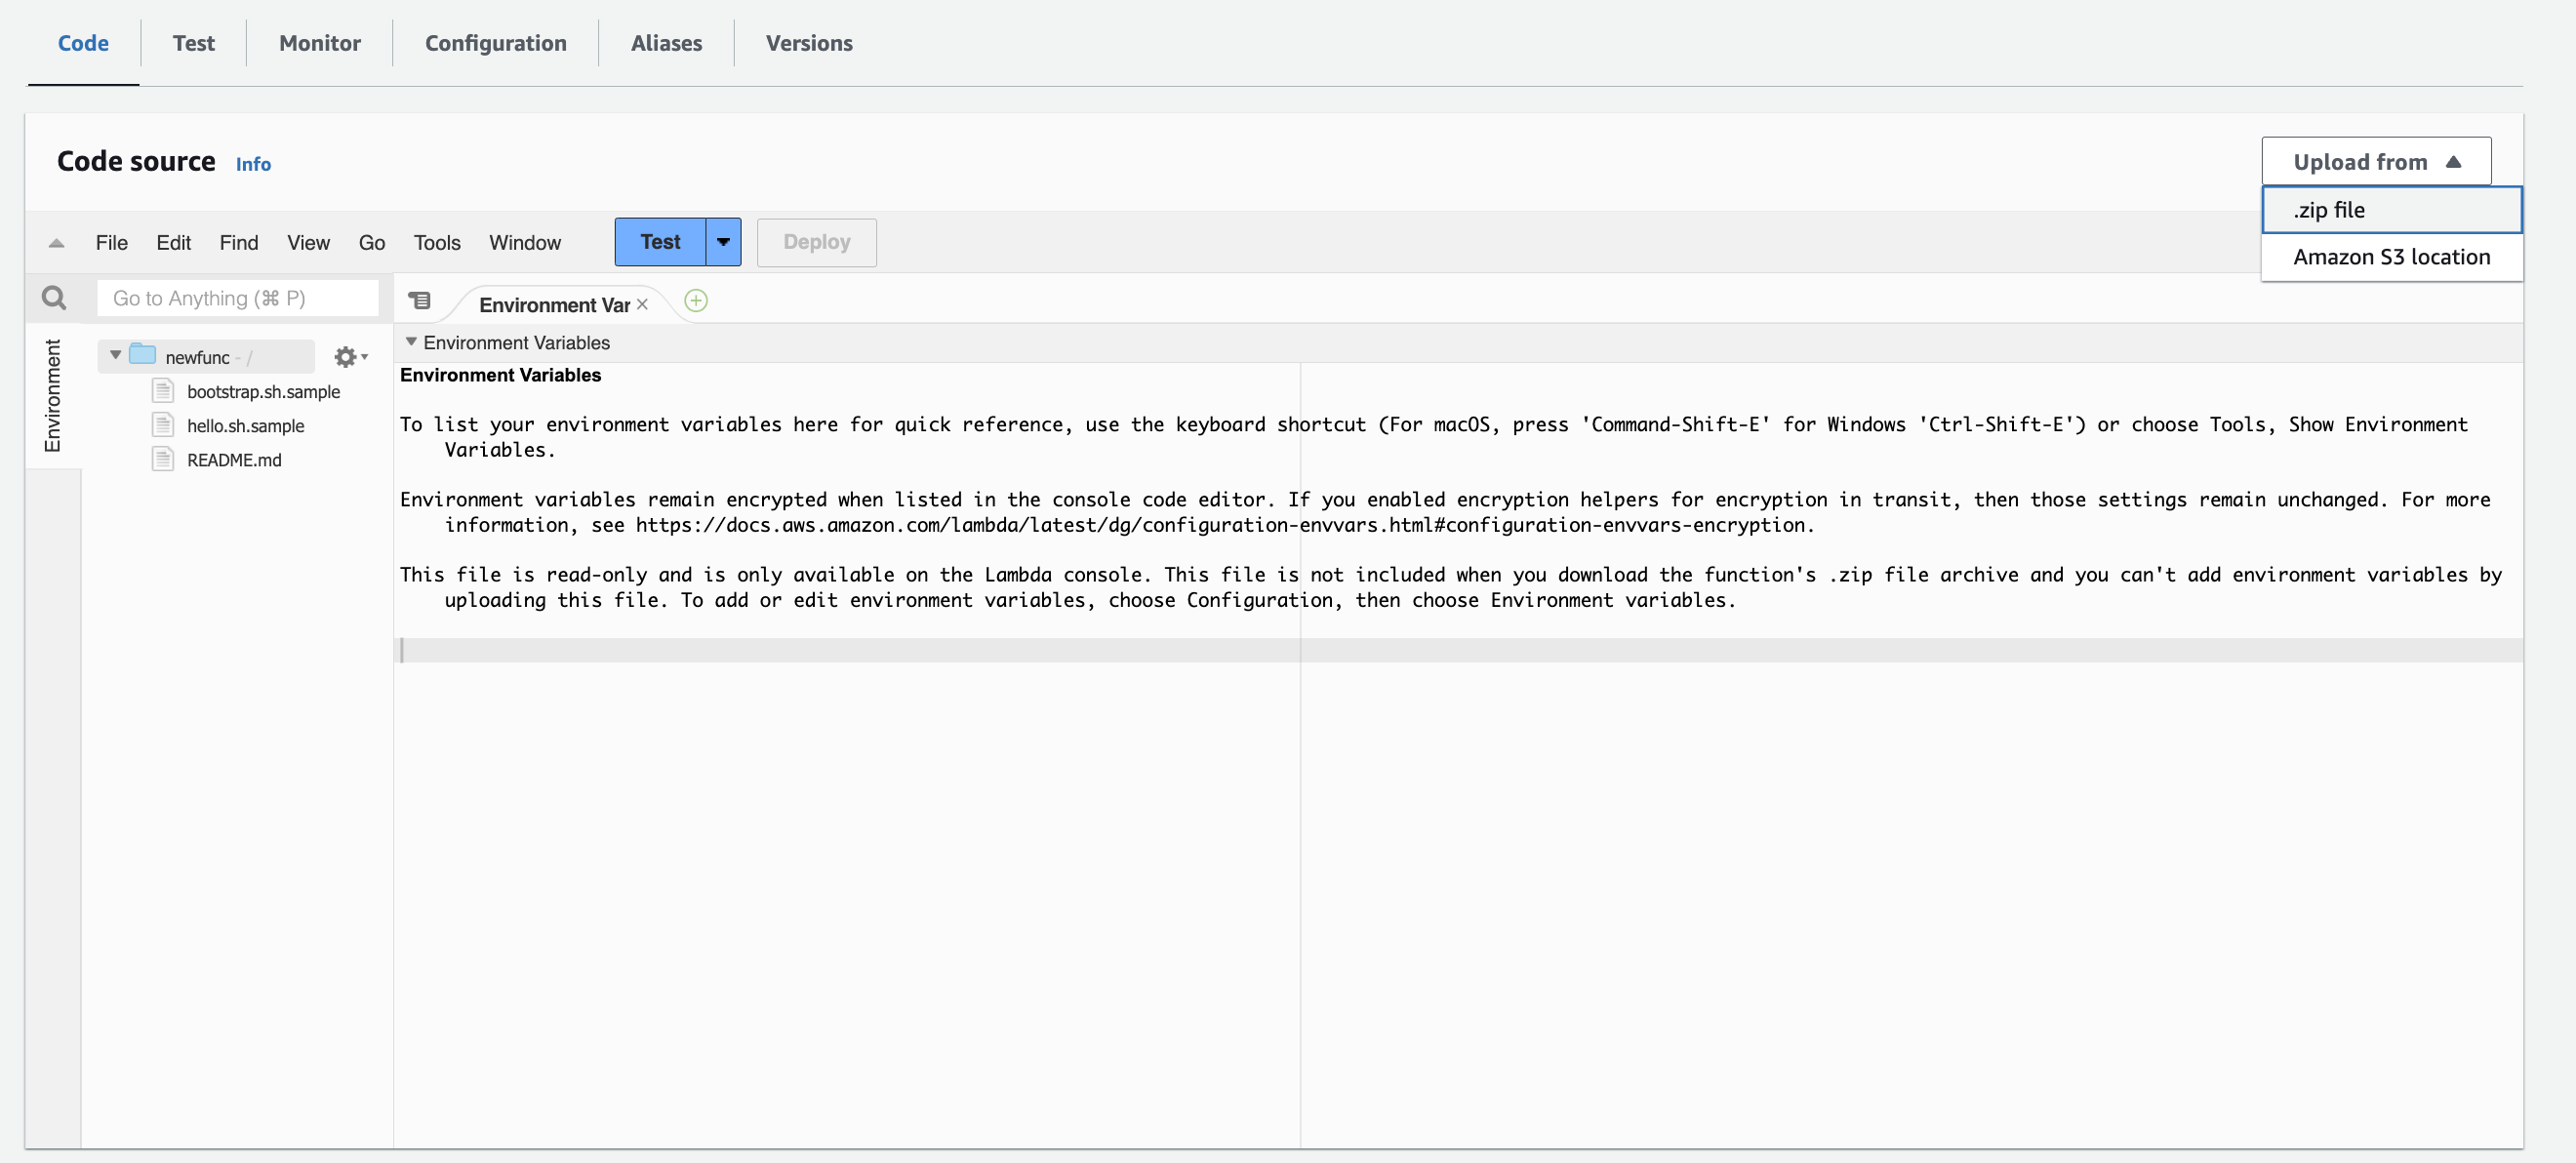 Code
Test
Monitor
Configuration
Aliases
Versions
Code source
Info
Upload from
.zip file
Amazon S3 location
File
Edit
Find
View
Go
Tools
Window
Test
Deploy
Go to Anything (⌘ P)
Environment Var
Environment
newfunc - /
bootstrap.sh.sample
hello.sh.sample
README.md
Environment Variables
Environment Variables
To list your environment variables here for quick reference, use the keyboard shortcut (For macOS, press 'Command-Shift-E' for Windows 'Ctrl-Shift-E') or choose Tools, Show Environment
Variables.
Environment variables remain encrypted when listed in the console code editor. If you enabled encryption helpers for encryption in transit, then those settings remain unchanged. For more
information, see https://docs.aws.amazon.com/lambda/latest/dg/configuration-envvars.html#configuration-envvars-encryption.
This file is read-only and is only available on the Lambda console. This file is not included when you download the function's .zip file archive and you can't add environment variables by
uploading this file. To add or edit environment variables, choose Configuration, then choose Environment variables.